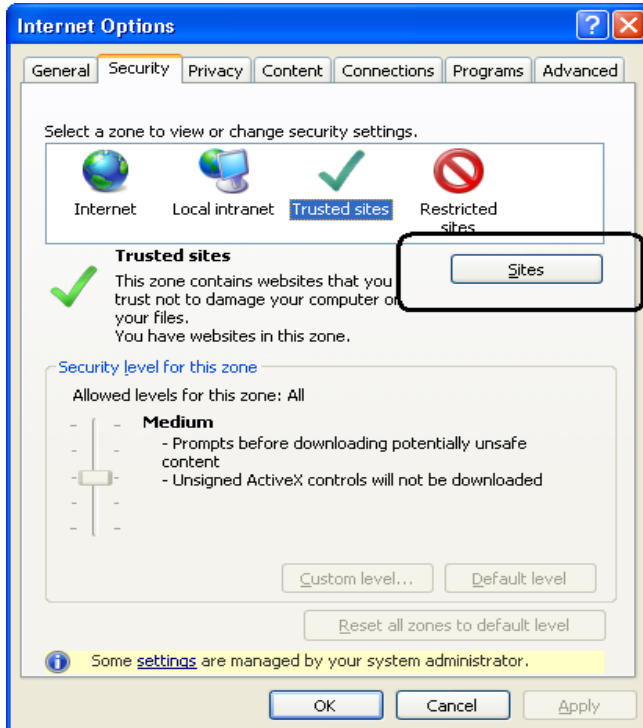 Internet Options
General Security Privacy Content Connections Programs Advanced
Select a zone to view or change security settings.
Internet Local intranet Trusted sites Restricted
sites
Trusted sites
Sites
This zone contains websites that you
trust not to damage your computer or
your files.
You have websites in this zone.
Security level for this zone
Allowed levels for this zone: All
Medium
- Prompts before downloading potentially unsafe
content
- Unsigned ActiveX controls will not be downloaded
Custom level... Default level
Reset all zones to default level
Some settings are managed by your system administrator.
OK Cancel Apply